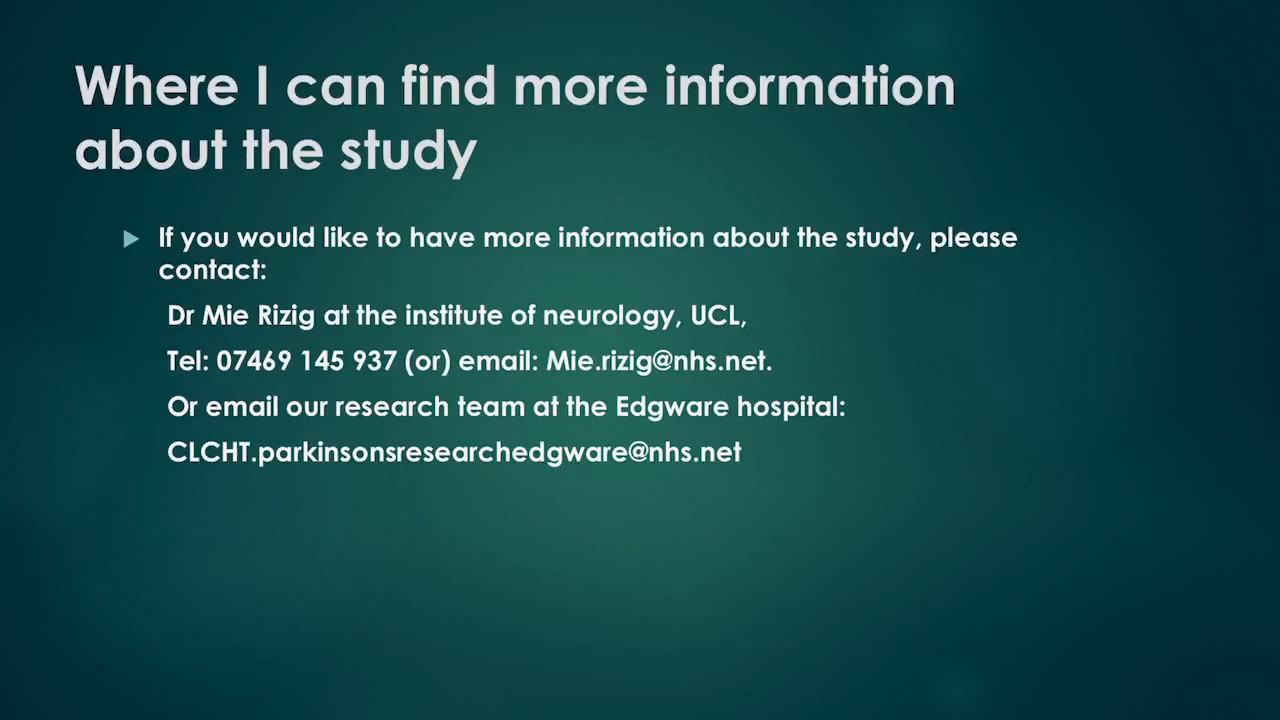 Where I can find more information
about the study
If you would like to have more information about the study, please
contact:
Dr Mie Rizig at the institute of neurology, UCL,
Tel: 07469 145 937 (or) email: Mie.rizig@nhs.net.
Or email our research team at the Edgware hospital:
CLCHT.parkinsonsresearchedgware@nhs.net